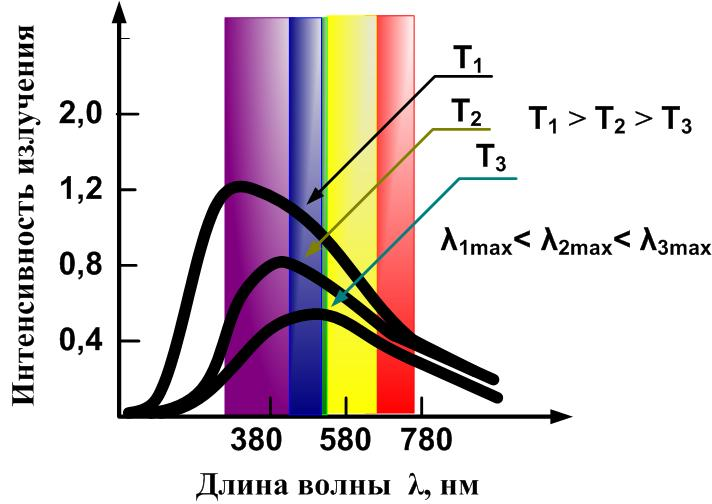 Интенсивность излучения
2,0
1,2
0,8
0,4
T₁
T₂
T₃
T₁ > T₂ > T₃
λ₁max< λ₂max< λ₃max
380 580 780
Длина волны λ, нм